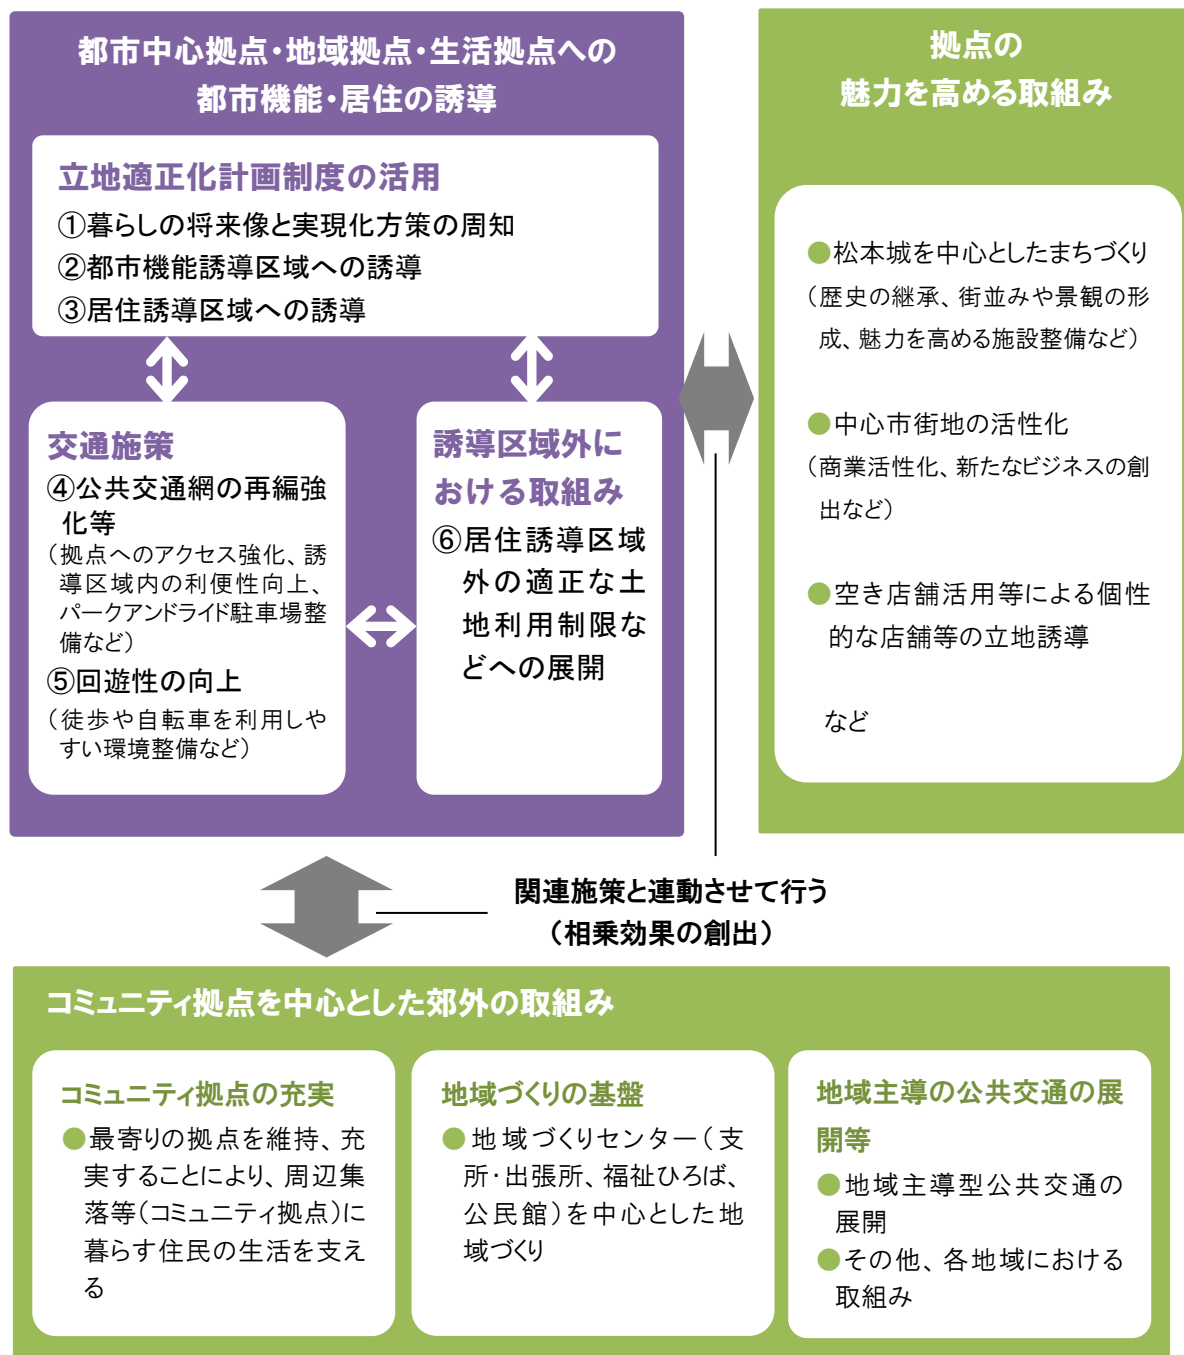 都市中心拠点・地域拠点・生活拠点への
都市機能・居住の誘導
立地適正化計画制度の活用
①暮らしの将来像と実現化方策の周知
②都市機能誘導区域への誘導
③居住誘導区域への誘導
交通施策
④公共交通網の再編強
化等
（拠点へのアクセス強化、誘
導区域内の利便性向上、
パークアンドライド駐車場整
備など）
⑤回遊性の向上
（徒歩や自転車を利用しや
すい環境整備など）
誘導区域外に
おける取組み
⑥居住誘導区域
外の適正な土
地利用制限な
どへの展開
拠点の
魅力を高める取組み
●松本城を中心としたまちづくり
（歴史の継承、街並みや景観の形
成、魅力を高める施設整備など）
●中心市街地の活性化
（商業活性化、新たなビジネスの創
出など）
●空き店舗活用等による個性
的な店舗等の立地誘導
など
関連施策と連動させて行う
（相乗効果の創出）
コミュニティ拠点を中心とした郊外の取組み
コミュニティ拠点の充実
●最寄りの拠点を維持、充
実することにより、周辺集
落等（コミュニティ拠点）に
暮らす住民の生活を支え
る
地域づくりの基盤
●地域づくりセンター（支
所・出張所、福祉ひろば、
公民館）を中心とした地
域づくり
地域主導の公共交通の展
開等
●地域主導型公共交通の
展開
●その他、各地域における
取組み